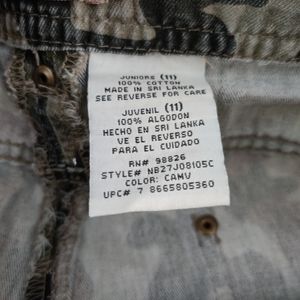 JUNIORS (11)
100% COTTON
MADE IN SRI LANKA
SEE REVERSE FOR CARE
JUVENIL (11)
100% ALGODON
HECHO EN SRI LANKA
VE EL REVERSO
PARA EL CUIDADO
RN# 98826
STYLE# NB27J08105C
COLOR: CAMV
UPC# 7 8665805360